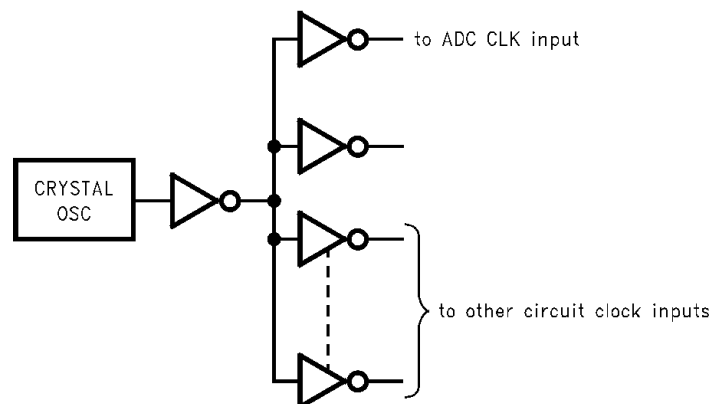 to ADC CLK input
CRYSTAL
OSC
to other circuit clock inputs